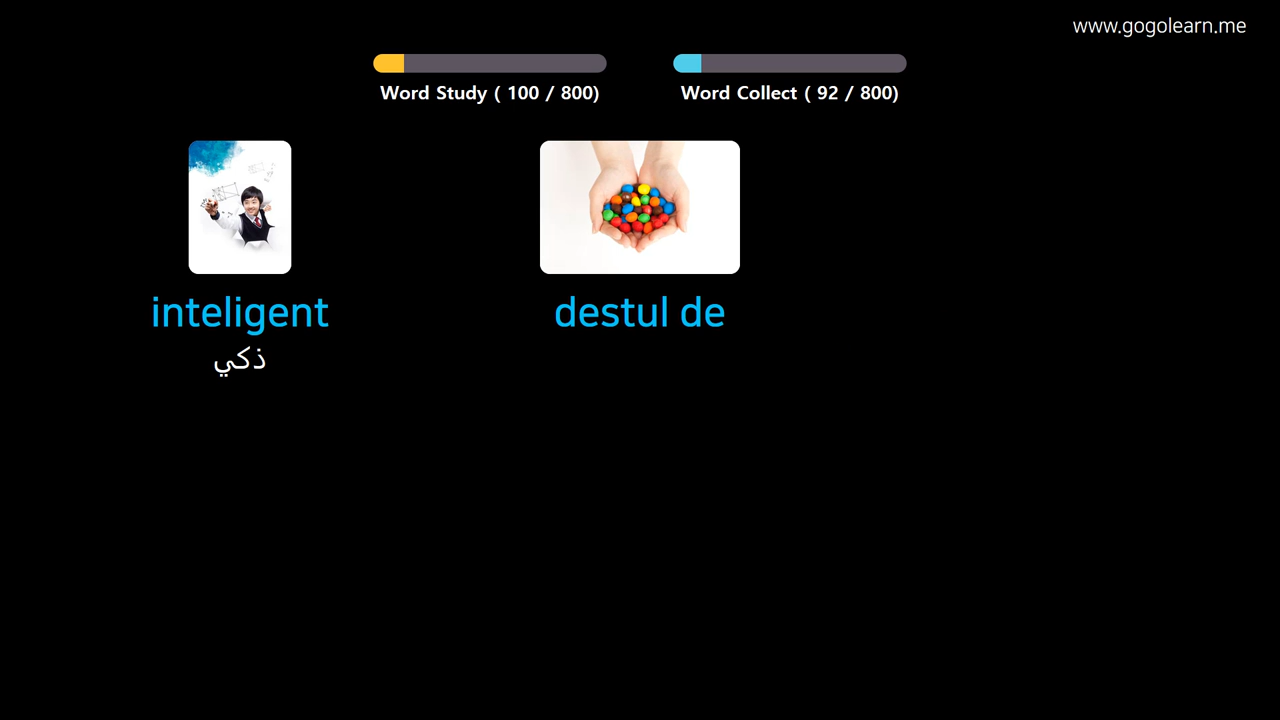 www.gogolearn.me
Word Study ( 100 / 800)
Word Collect ( 92 / 800)
inteligent
ذكي
destul de